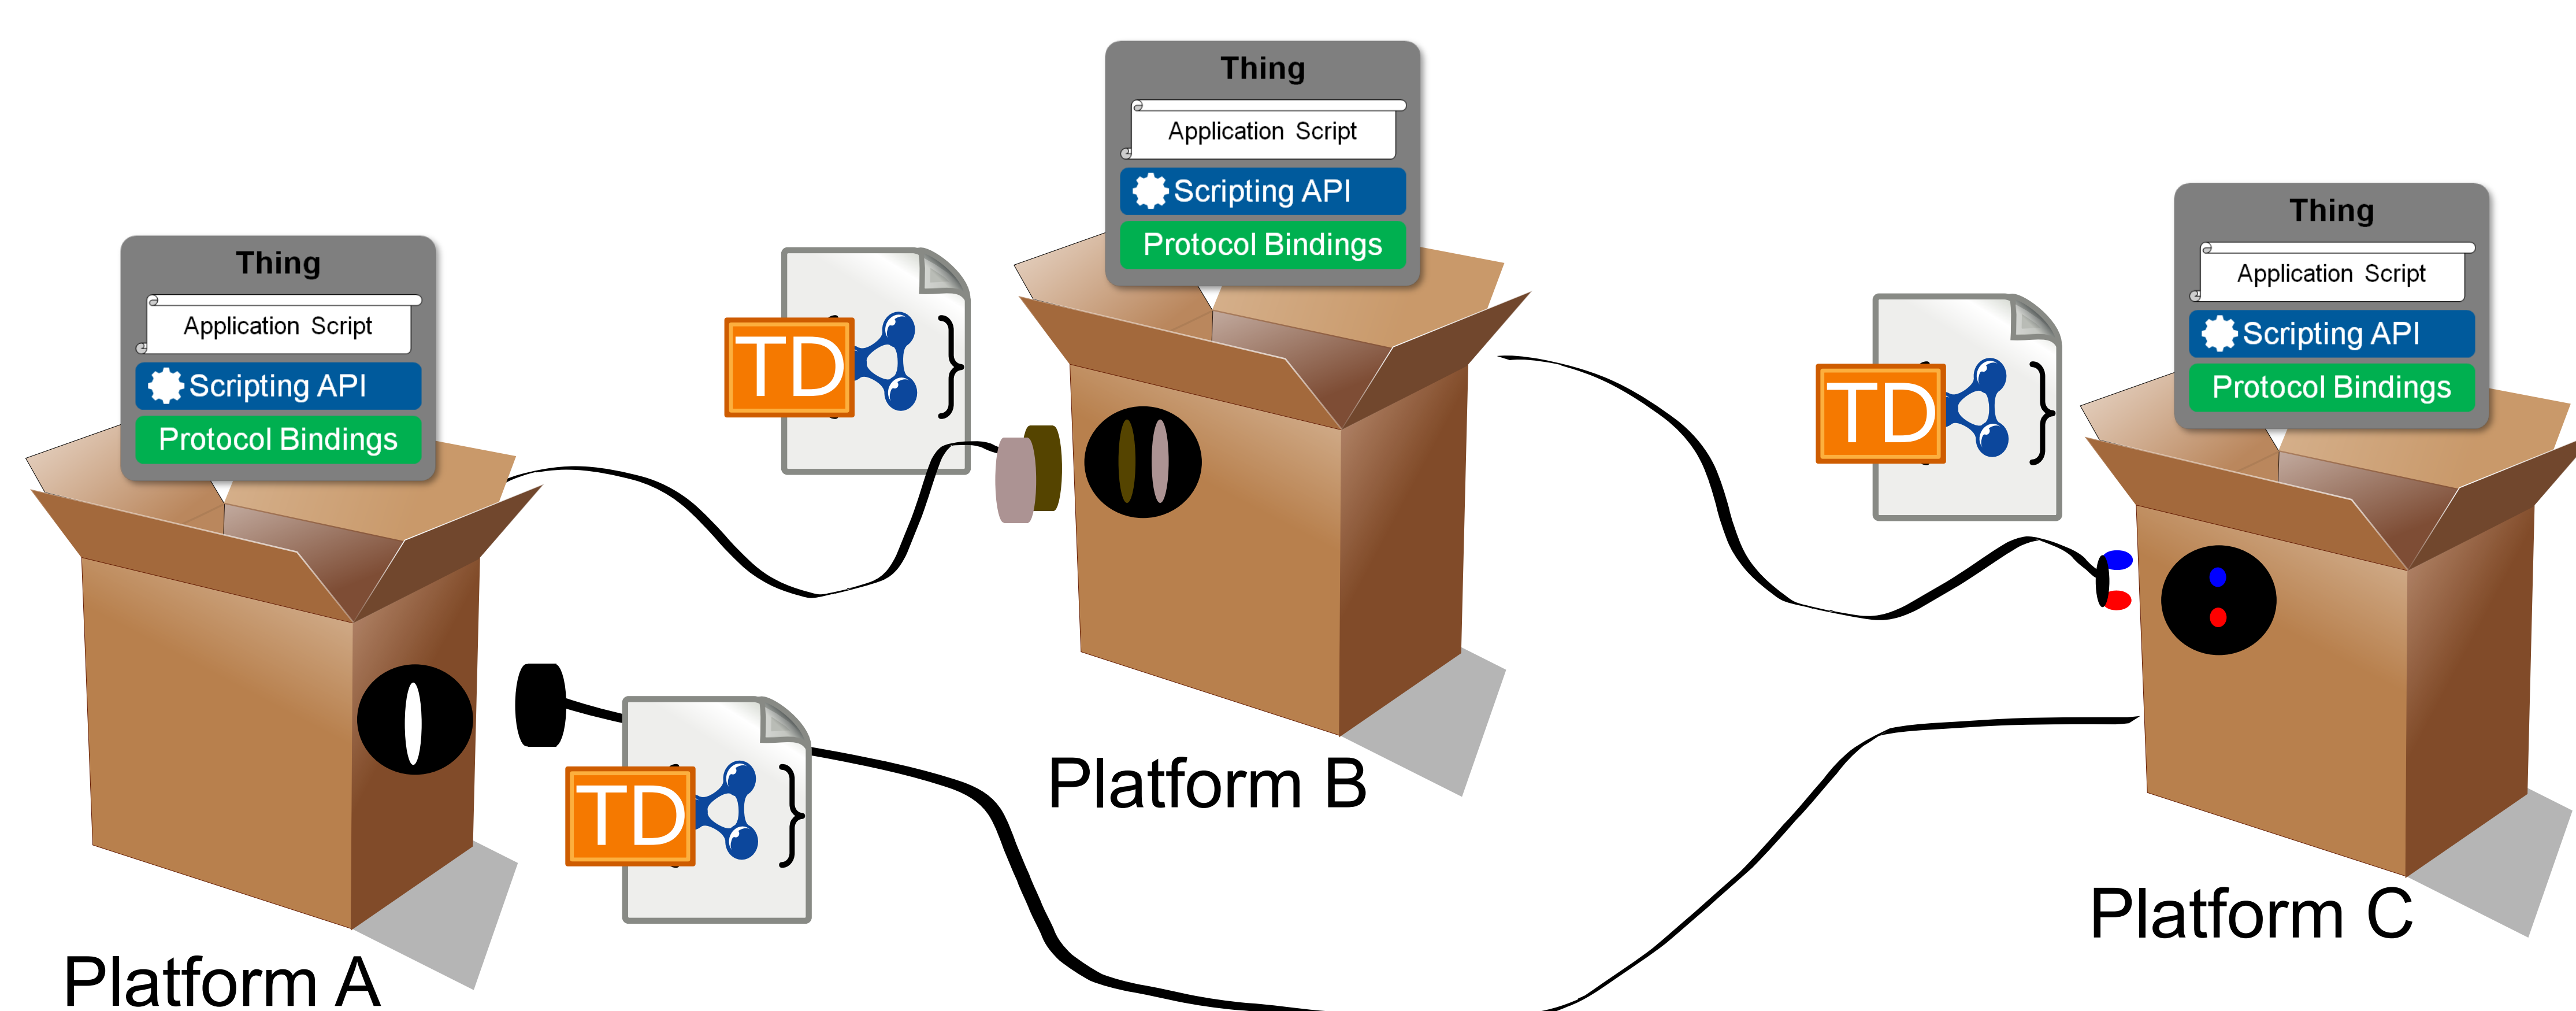 Thing
Application Script
Scripting API
Protocol Bindings
Platform A
TD
}
Thing
Application Script
Scripting API
Protocol Bindings
Platform B
TD
}
TD
}
Thing
Application Script
Scripting API
Protocol Bindings
Platform C